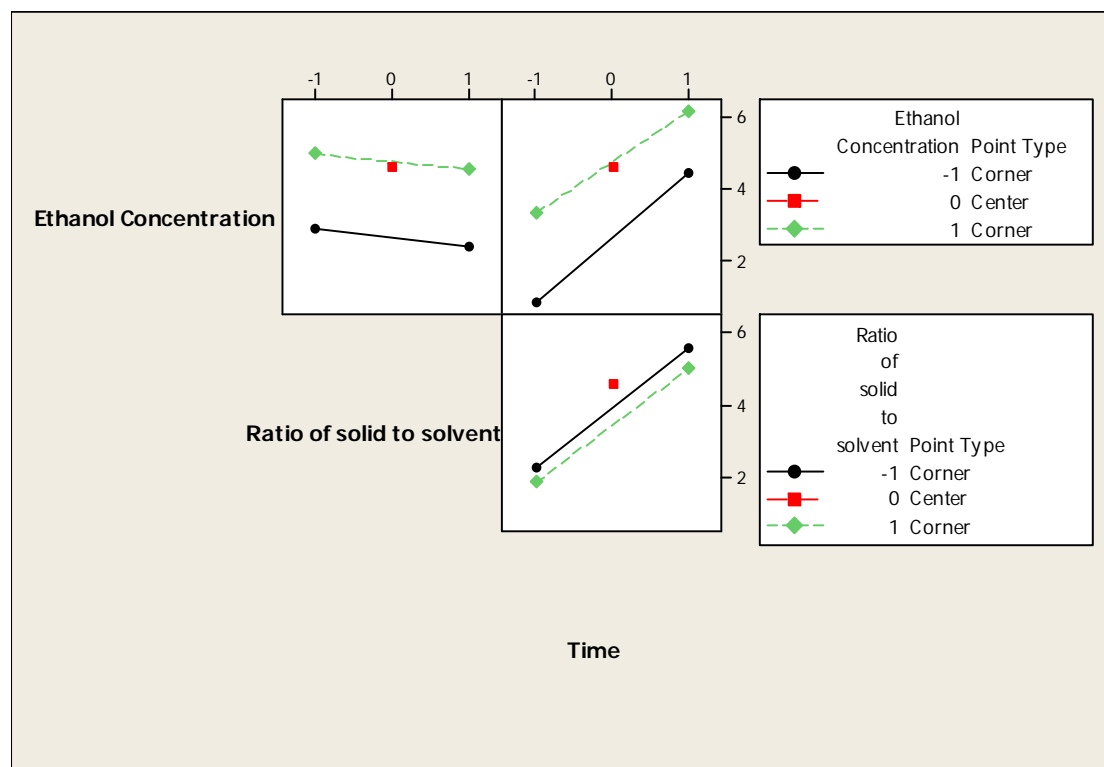 -1 0 1 -1 0 1
Ethanol Concentration
6
4
2
Ethanol
Concentration Point Type
-1 Corner
0 Center
1 Corner
Ratio of solid to solvent
6
4
2
Ratio
of
solid
to
solvent Point Type
-1 Corner
0 Center
1 Corner
Time